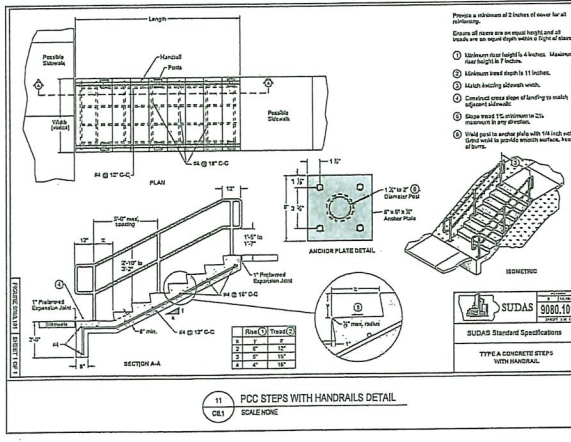 Length
Possible
Sidewalk
Handrail
Posts
Width
(varies)
Possible
Sidewalk
#4 @ 12" C-C
#4 @ 18" C-C
PLAN
Provide a minimum of 2 inches of cover for all
reinforcing.
Ensure all risers are an equal height and all
treads are an equal depth within a flight of stairs
1 Minimum riser height is 4 inches. Maximum
riser height is 7 inches.
2 Minimum tread depth is 11 inches.
3 Match existing sidewalk width.
4 Construct cross slope of landing to match
adjacent sidewalk.
5 Slope tread 1% minimum to 2%
maximum in any direction.
6 Weld post to anchor plate with 1/4 inch
Grind weld to provide smooth surface,
of burrs.
1 ½"
1 ½"
6"
3 ½"
Diameter Post
Anchor Plate
ANCHOR PLATE DETAIL
ISOMETRIC
12"
5'-0" max.
spacing
12"
x
2'-10" to
3'-2"
1'-5" to
1'-7"
1" Preformed
Expansion Joint
4
1" Preformed
Expansion Joint
Sidewalk
2'-0"
#4
6"
6" min.
#4 @ 12" C-C
#4 @ 18" C-C
1
x
SECTION A-A
Rise 1 Tread 2
x y z
2 6" 12"
3 5" 15"
4 4" 16"
z
y
5
½" max. radius
1"
SUDAS
9080.10
SUDAS Standard Specifications
TYPE A CONCRETE STEPS
WITH HANDRAIL
FIGURE 9080.101 SHEET 1 OF 1
11
C8.1
PCC STEPS WITH HANDRAILS DETAIL
SCALE NONE